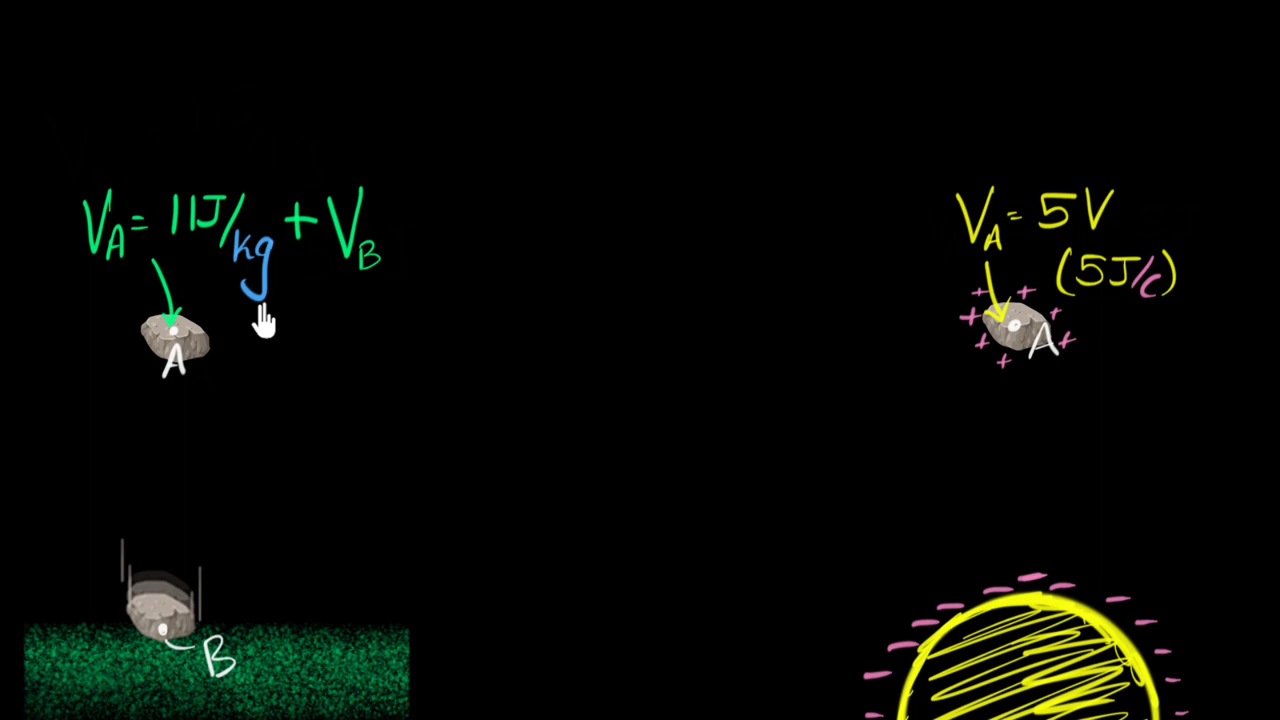 V_A = 11J/kg + V_B
V_A = 5V
(5J/C)
A
A
B